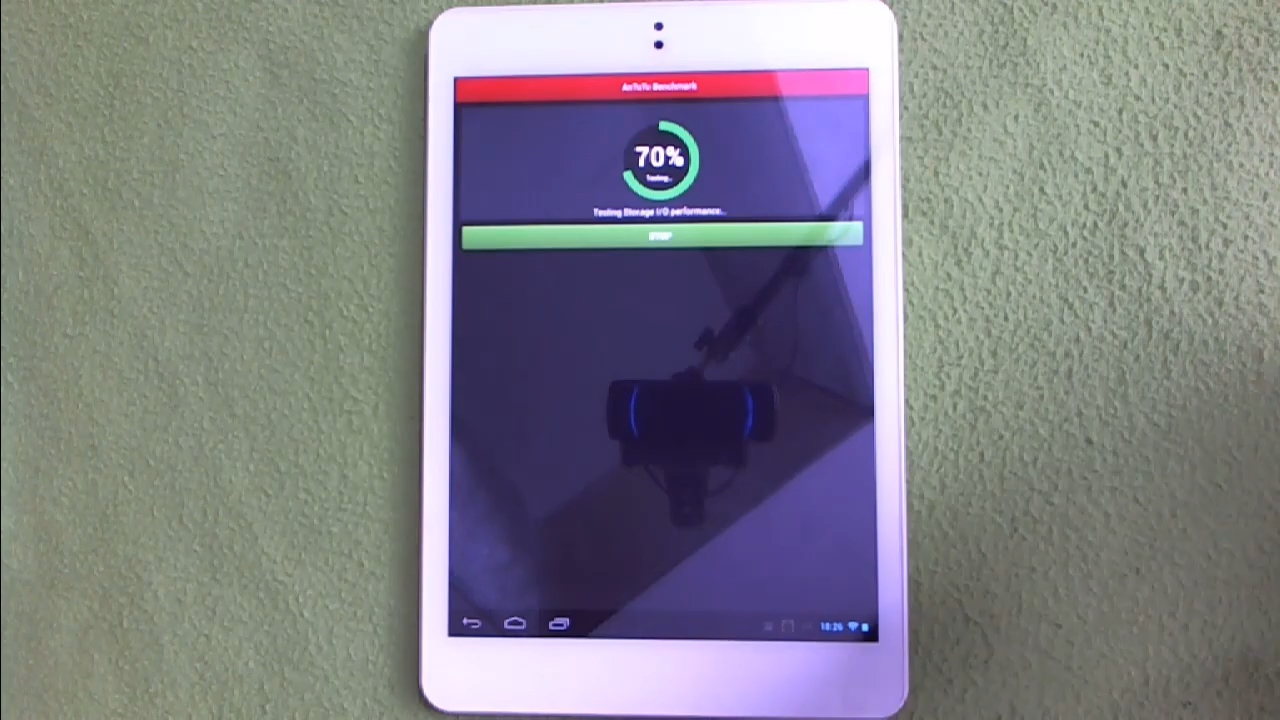 AnTuTu Benchmark
70%
Testing...
Testing Storage I/O performance...
STOP
18:26